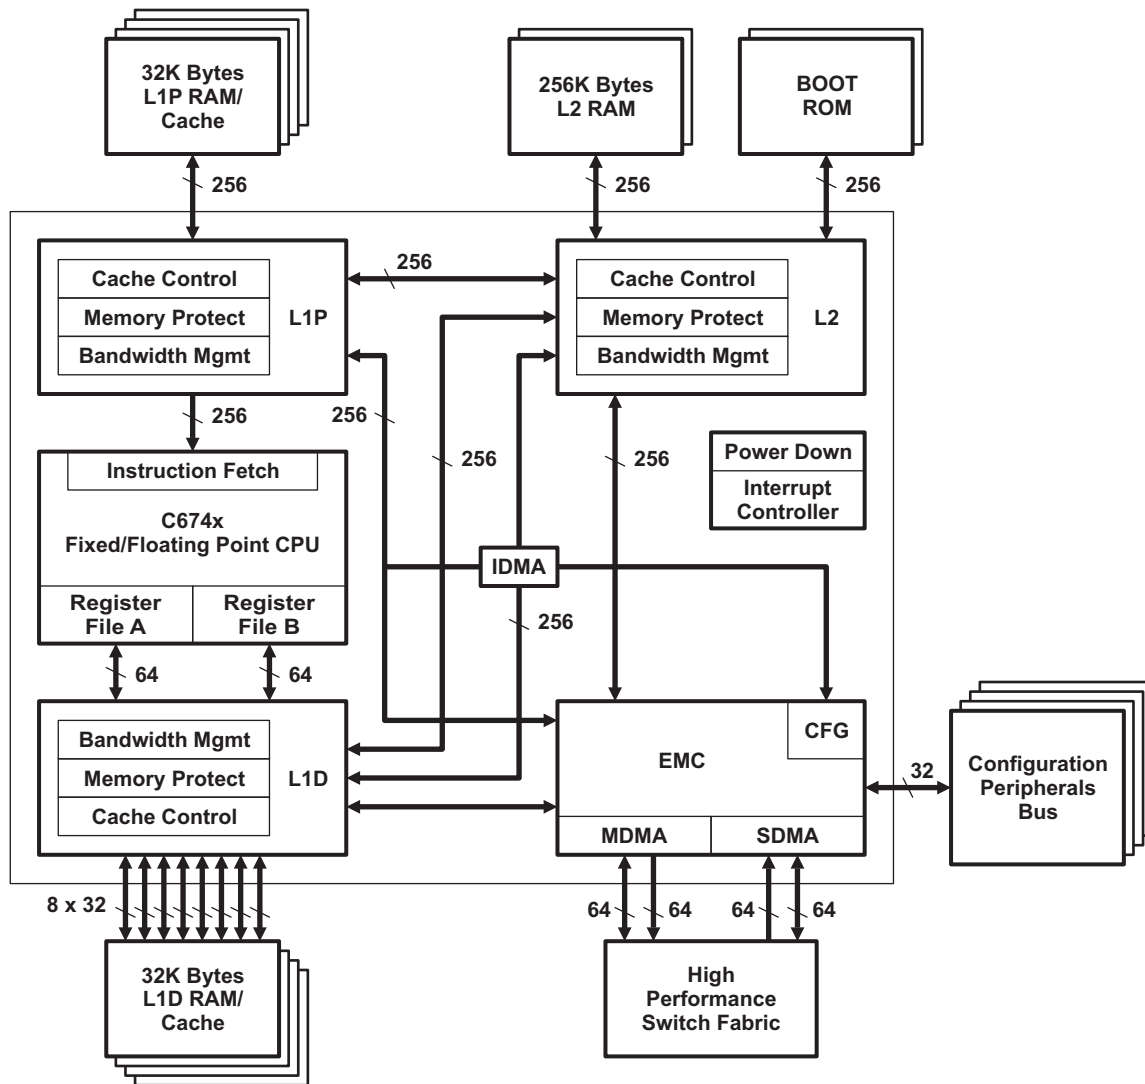 32K Bytes
L1P RAM/
Cache
256K Bytes
L2 RAM
BOOT
ROM
256
256
256
Cache Control
Memory Protect
Bandwidth Mgmt
L1P
256
Cache Control
Memory Protect
Bandwidth Mgmt
L2
256
256
256
256
Instruction Fetch
C674x
Fixed/Floating Point CPU
Register
File A
Register
File B
Power Down
Interrupt
Controller
IDMA
256
64
64
Bandwidth Mgmt
Memory Protect
Cache Control
L1D
EMC
CFG
MDMA
SDMA
32
Configuration
Peripherals
Bus
8 x 32
64
64
64
64
32K Bytes
L1D RAM/
Cache
High
Performance
Switch Fabric